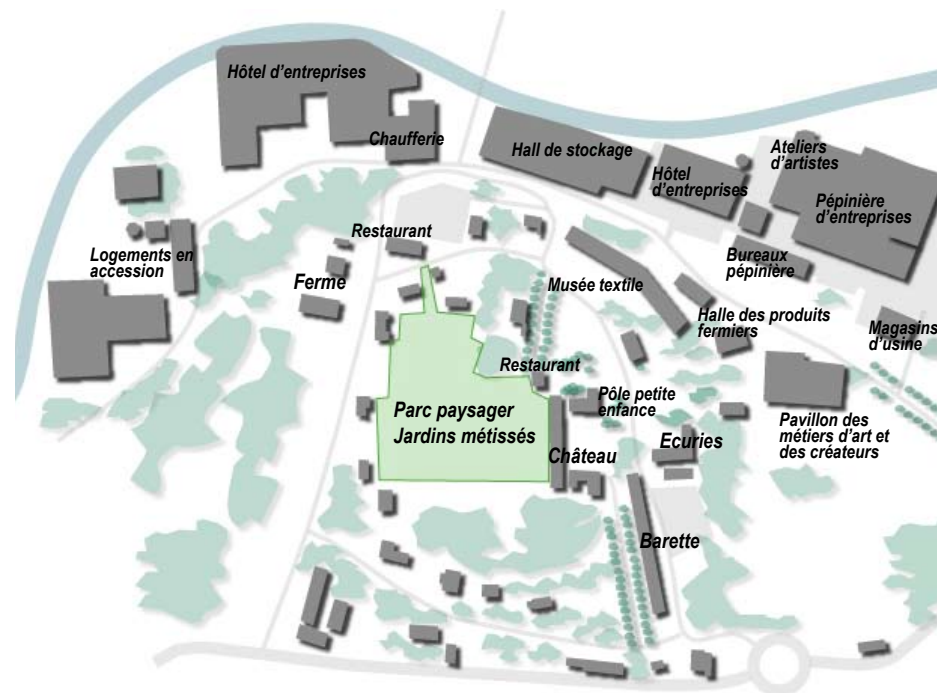 Hôtel d'entreprises
Chaufferie
Hall de stockage
Hôtel
d'entreprises
Ateliers
d'artistes
Pépinière
d'entreprises
Restaurant
Logements en
accession
Ferme
Bureaux
pépinière
Musée textile
Halle des produits
fermiers
Magasins
d'usine
Restaurant
Parc paysager
Jardins métissés
Pôle petite
enfance
Château
Ecuries
Pavillon des
métiers d'art et
des créateurs
Barette